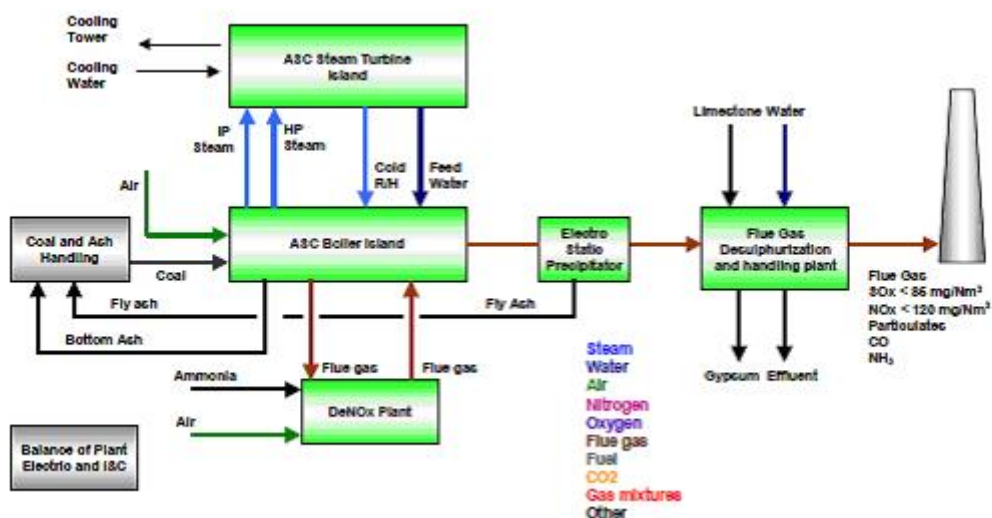 Cooling
Tower
Cooling
Water
ASC Steam Turbine
Island
IP
Steam
HP
Steam
Cold
R/H
Feed
Water
Limestone Water
Air
Coal and Ash
Handling
ASC Boiler Island
Electro
Static
Precipitator
Flue Gas
Desulphurization
and handling plant
Coal
Fly ash
Fly Ash
Bottom Ash
Flue Gas
SOx < 85 mg/Nm³
NOx < 120 mg/Nm³
Particulates
CO
NH₃
Ammonia
Flue gas
Flue gas
Gypsum Effluent
Air
DeNOx Plant
Balance of Plant
Electric and I&C
Steam
Water
Air
Nitrogen
Oxygen
Flue gas
Fuel
CO2
Gas mixtures
Other